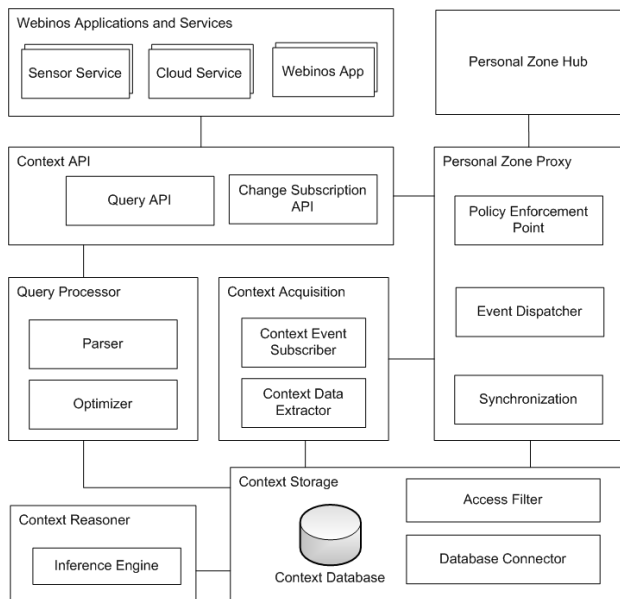 Webinos Applications and Services
Sensor Service
Cloud Service
Webinos App
Personal Zone Hub
Context API
Query API
Change Subscription
API
Personal Zone Proxy
Policy Enforcement
Point
Event Dispatcher
Synchronization
Query Processor
Parser
Optimizer
Context Acquisition
Context Event
Subscriber
Context Data
Extractor
Context Storage
Access Filter
Database Connector
Context Database
Context Reasoner
Inference Engine